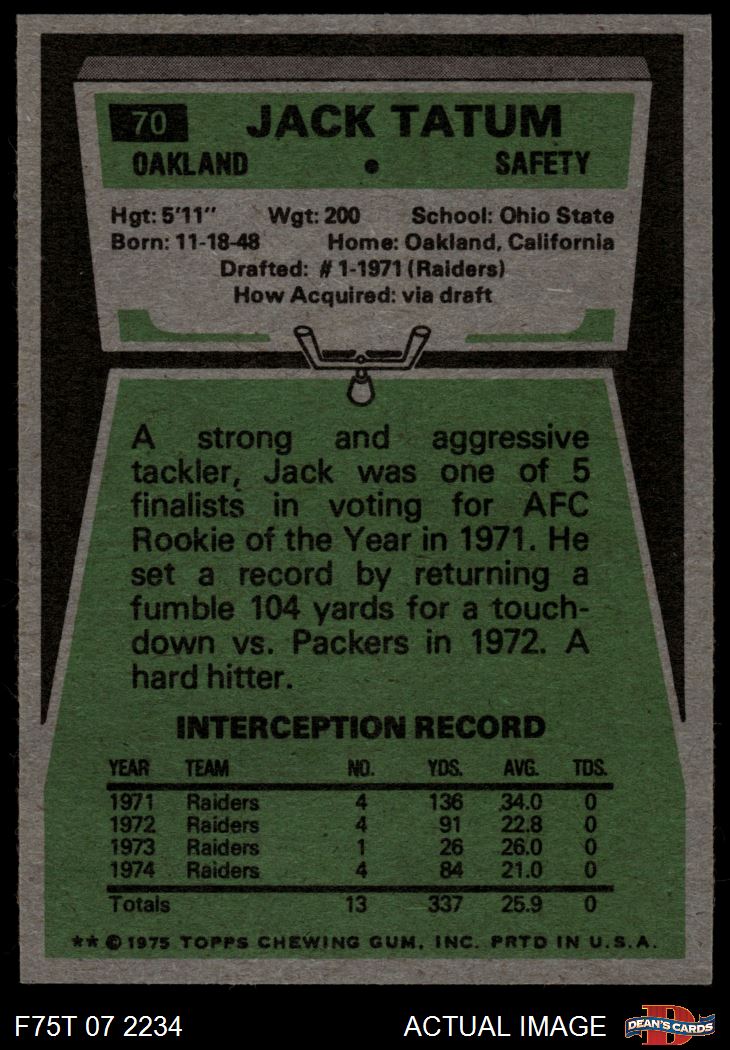 70 JACK TATUM
OAKLAND • SAFETY
Hgt: 5'11" Wgt: 200 School: Ohio State
Born: 11-18-48 Home: Oakland, California
Drafted: #1-1971 (Raiders)
How Acquired: via draft
A strong and aggressive
tackler, Jack was one of 5
finalists in voting for AFC
Rookie of the Year in 1971. He
set a record by returning a
fumble 104 yards for a touch-
down vs. Packers in 1972. A
hard hitter.
INTERCEPTION RECORD
YEAR TEAM NO. YDS. AVG. TDS.
1971 Raiders 4 136 34.0 0
1972 Raiders 4 91 22.8 0
1973 Raiders 1 26 26.0 0
1974 Raiders 4 84 21.0 0
Totals 13 337 25.9 0
** © 1975 TOPPS CHEWING GUM, INC. PRTD IN U.S.A.
F75T 07 2234 ACTUAL IMAGE D DEAN'S CARDS